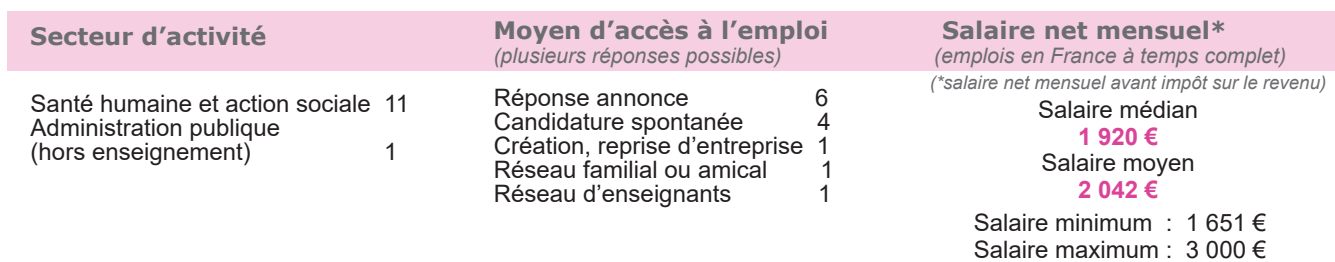 Secteur d’activité
Santé humaine et action sociale 11
Administration publique
(hors enseignement) 1
Moyen d’accès à l’emploi
(plusieurs réponses possibles)
Réponse annonce 6
Candidature spontanée 4
Création, reprise d’entreprise 1
Réseau familial ou amical 1
Réseau d’enseignants 1
Salaire net mensuel*
(emplois en France à temps complet)
(*salaire net mensuel avant impôt sur le revenu)
Salaire médian
1 920 €
Salaire moyen
2 042 €
Salaire minimum : 1 651 €
Salaire maximum : 3 000 €